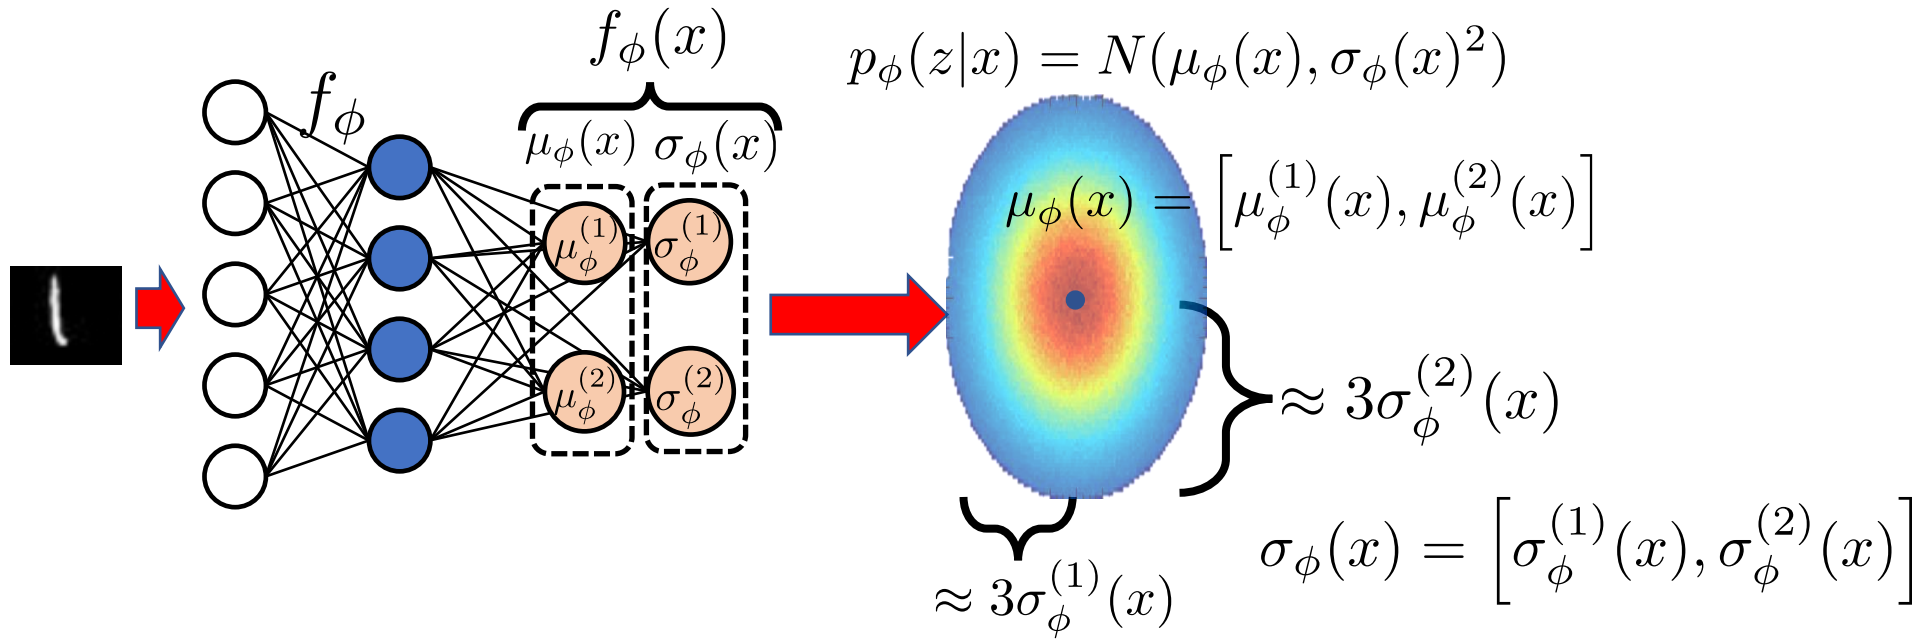 f_ϕ
f_ϕ(x)
μ_ϕ(x) σ_ϕ(x)
μ_ϕ^(1) σ_ϕ^(1)
μ_ϕ^(2) σ_ϕ^(2)
p_ϕ(z|x) = N(μ_ϕ(x), σ_ϕ(x)^2)
μ_ϕ(x) = [μ_ϕ^(1)(x), μ_ϕ^(2)(x)]
≈ 3σ_ϕ^(2)(x)
σ_ϕ(x) = [σ_ϕ^(1)(x), σ_ϕ^(2)(x)]
≈ 3σ_ϕ^(1)(x)